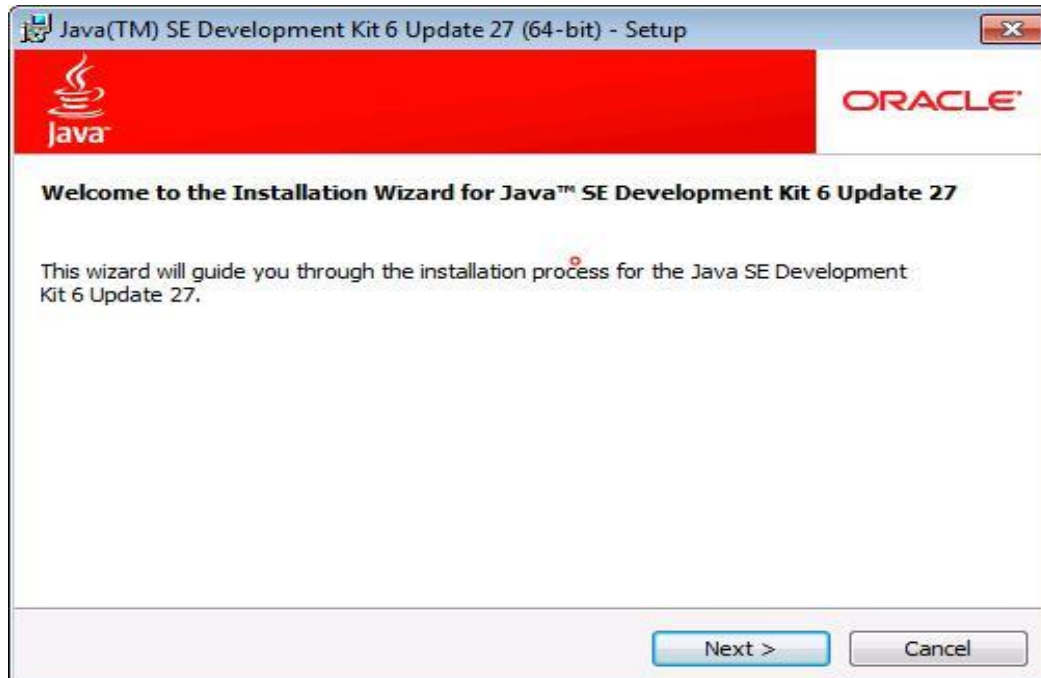 Java(TM) SE Development Kit 6 Update 27 (64-bit) - Setup
Java™
ORACLE®
Welcome to the Installation Wizard for Java™ SE Development Kit 6 Update 27
This wizard will guide you through the installation process for the Java SE Development
Kit 6 Update 27.
Next >
Cancel